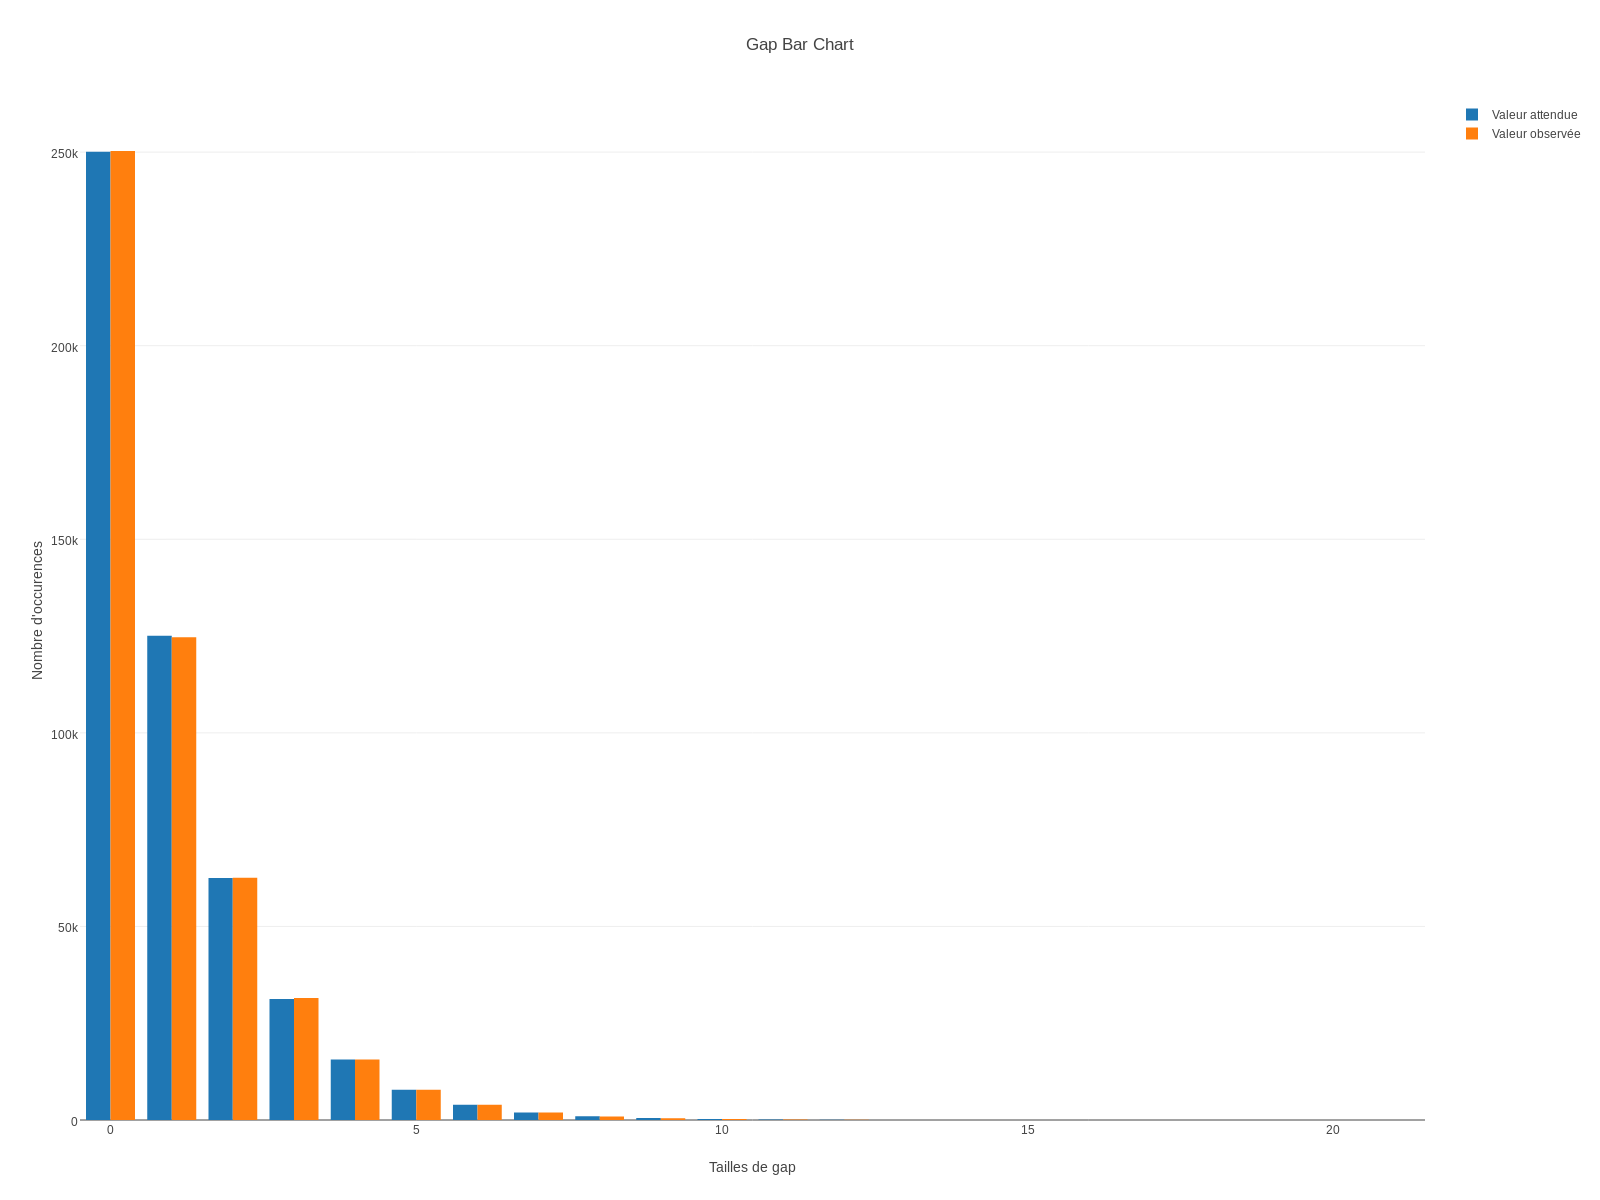 Gap Bar Chart
Valeur attendue
Valeur observée
250k
200k
150k
100k
50k
0
Nombre d'occurences
0 5 10 15 20
Tailles de gap